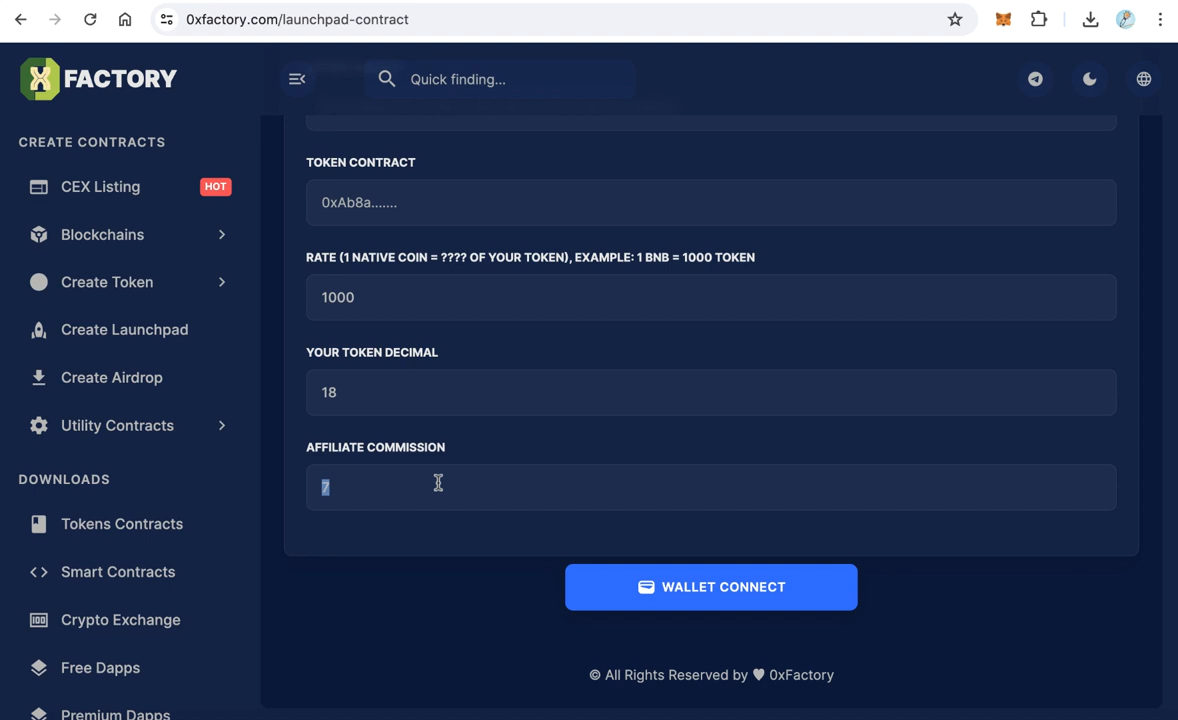 0xfactory.com/launchpad-contract
FACTORY
Quick finding...
CREATE CONTRACTS
CEX Listing
HOT
Blockchains
Create Token
Create Launchpad
Create Airdrop
Utility Contracts
DOWNLOADS
Tokens Contracts
Smart Contracts
Crypto Exchange
Free Dapps
Premium Dapps
TOKEN CONTRACT
0xAb8a.......
RATE (1 NATIVE COIN = ???? OF YOUR TOKEN), EXAMPLE: 1 BNB = 1000 TOKEN
1000
YOUR TOKEN DECIMAL
18
AFFILIATE COMMISSION
7
WALLET CONNECT
© All Rights Reserved by ♥ 0xFactory